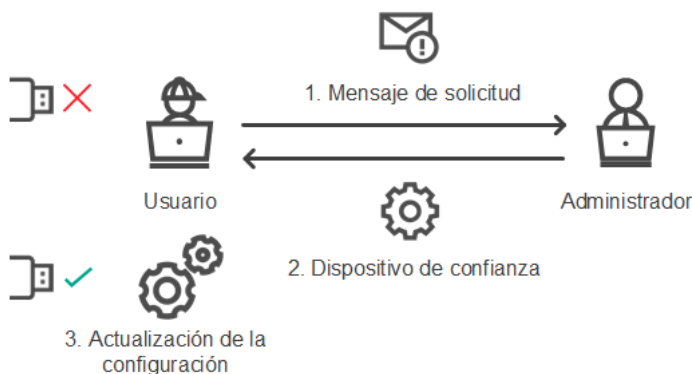 1. Mensaje de solicitud
Usuario
Administrador
2. Dispositivo de confianza
3. Actualización de la
configuración